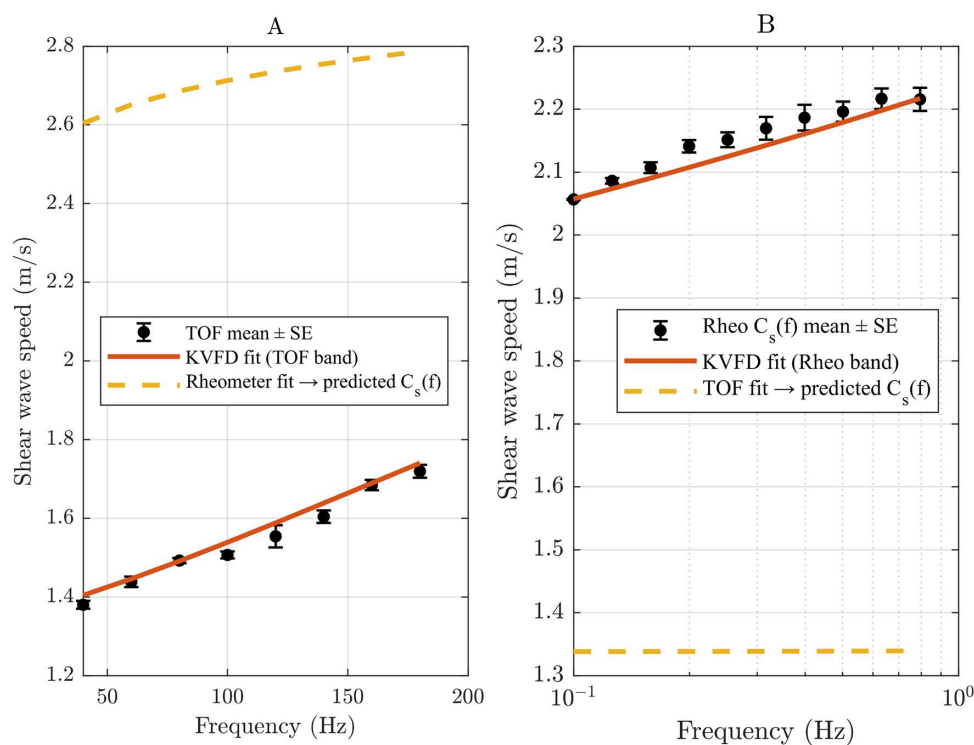 A
Shear wave speed (m/s)
2.8
2.6
2.4
2.2
2
1.8
1.6
1.4
1.2
TOF mean ± SE
KVFD fit (TOF band)
Rheometer fit → predicted C_s(f)
50
100
150
200
Frequency (Hz)
B
Shear wave speed (m/s)
2.3
2.2
2.1
2
1.9
1.8
1.7
1.6
1.5
1.4
1.3
Rheo C_s(f) mean ± SE
KVFD fit (Rheo band)
TOF fit → predicted C_s(f)
10⁻¹
10⁰
Frequency (Hz)